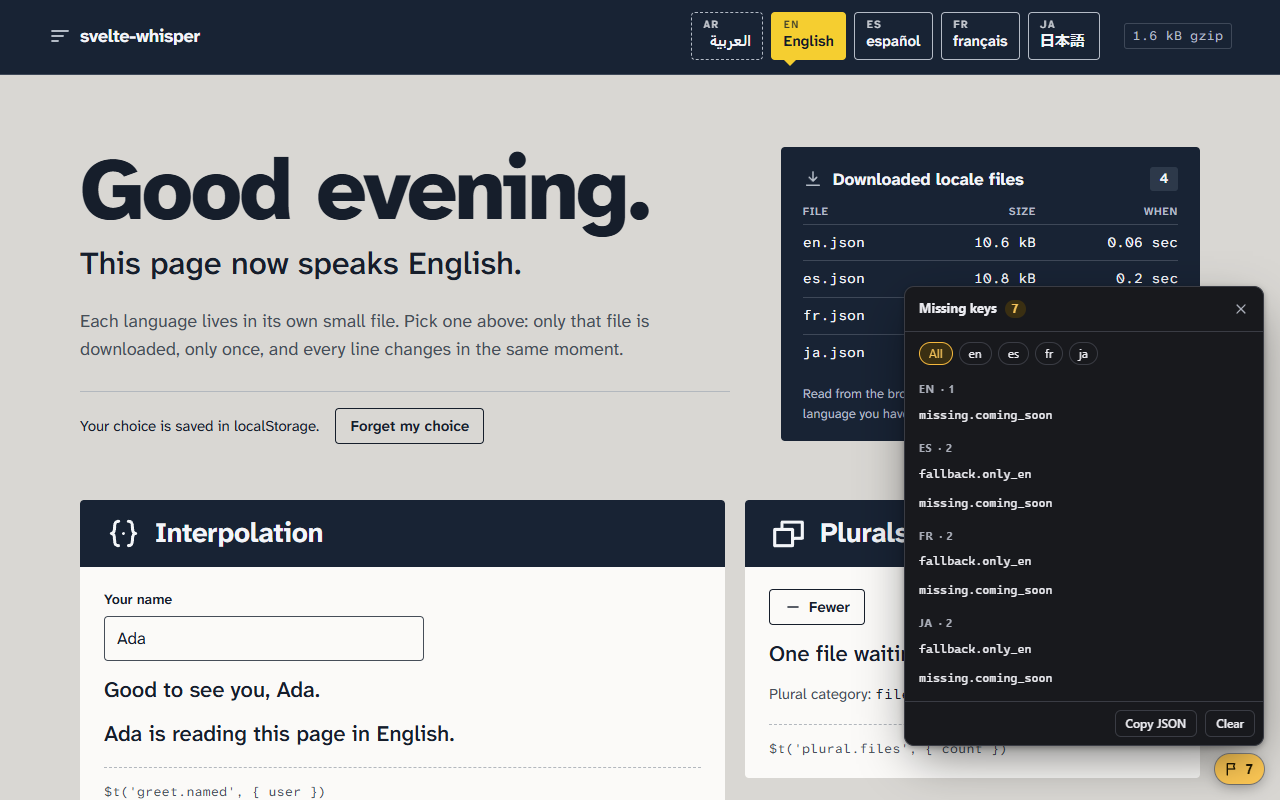 svelte-whisper
AR
العربية
EN
English
ES
español
FR
français
JA
日本語
1.6 kB gzip
Good evening.
This page now speaks English.
Each language lives in its own small file. Pick one above: only that file is
downloaded, only once, and every line changes in the same moment.
Your choice is saved in localStorage.
Forget my choice
Downloaded locale files
4
FILE SIZE WHEN
en.json 10.6 kB 0.06 sec
es.json 10.8 kB 0.2 sec
fr.json
ja.json
Read from the
language you
Missing keys 7
All en es fr ja
EN · 1
missing.coming_soon
ES · 2
fallback.only_en
missing.coming_soon
FR · 2
fallback.only_en
missing.coming_soon
JA · 2
fallback.only_en
missing.coming_soon
Copy JSON Clear
7
Interpolation
Your name
Ada
Good to see you, Ada.
Ada is reading this page in English.
$t('greet.named', { user })
Plurals
Fewer
One file
Plural category:
$t('plural.files', { count })